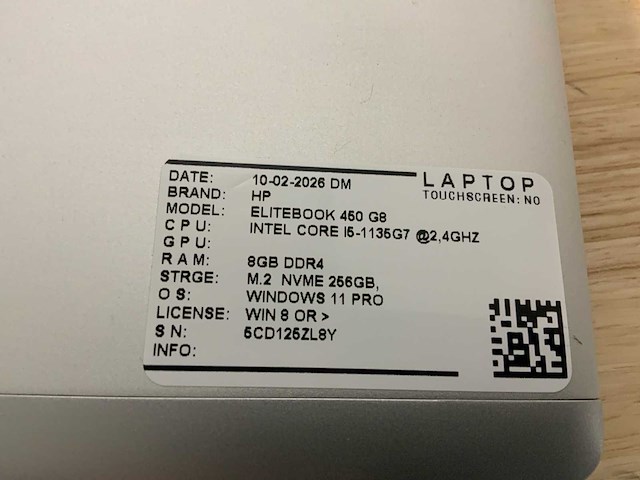 LAPTOP
TOUCHSCREEN: NO
DATE: 10-02-2026 DM
BRAND: HP
MODEL: ELITEBOOK 450 G8
CPU: INTEL CORE I5-1135G7 @2,4GHZ
GPU:
RAM: 8GB DDR4
STRGE: M.2 NVME 256GB,
OS: WINDOWS 11 PRO
LICENSE: WIN 8 OR >
SN: 5CD125ZL8Y
INFO: